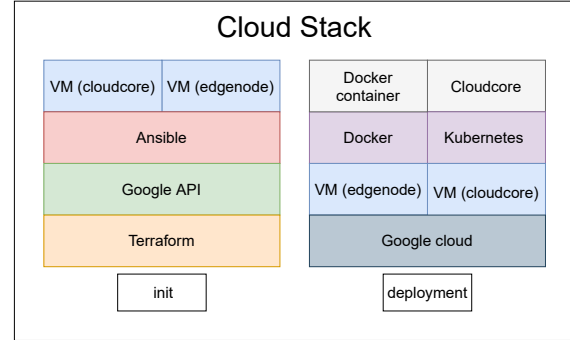 Cloud Stack
VM (cloudcore)
VM (edgenode)
Ansible
Google API
Terraform
init
Docker
container
Cloudcore
Docker
Kubernetes
VM (edgenode)
VM (cloudcore)
Google cloud
deployment